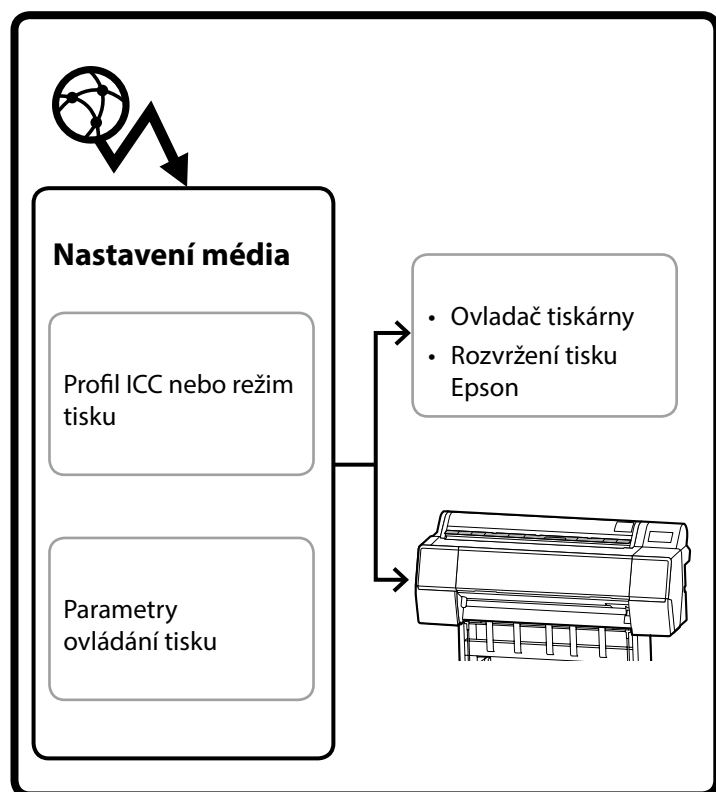 Nastavení média
Profil ICC nebo režim
tisku
Parametry
ovládání tisku
• Ovladač tiskárny
• Rozvržení tisku
Epson